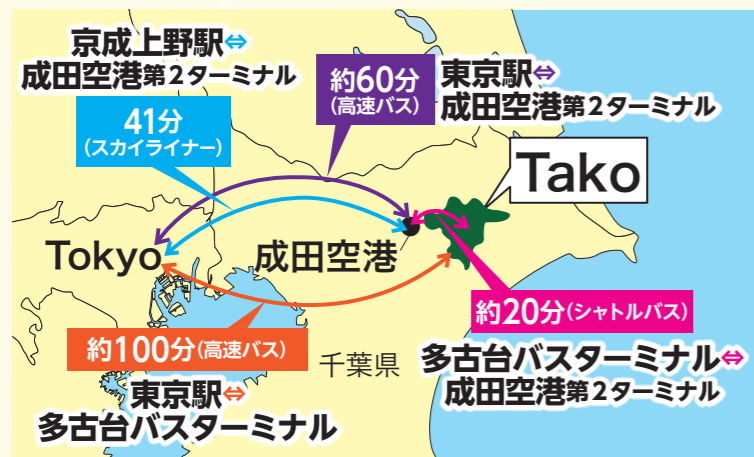 京成上野駅⇔
成田空港第2ターミナル
41分
(スカイライナー)
約60分
(高速バス)
東京駅⇔
成田空港第2ターミナル
Tako
Tokyo
成田空港
約20分(シャトルバス)
多古台バスターミナル⇔
成田空港第2ターミナル
約100分(高速バス)
東京駅⇔
多古台バスターミナル
千葉県